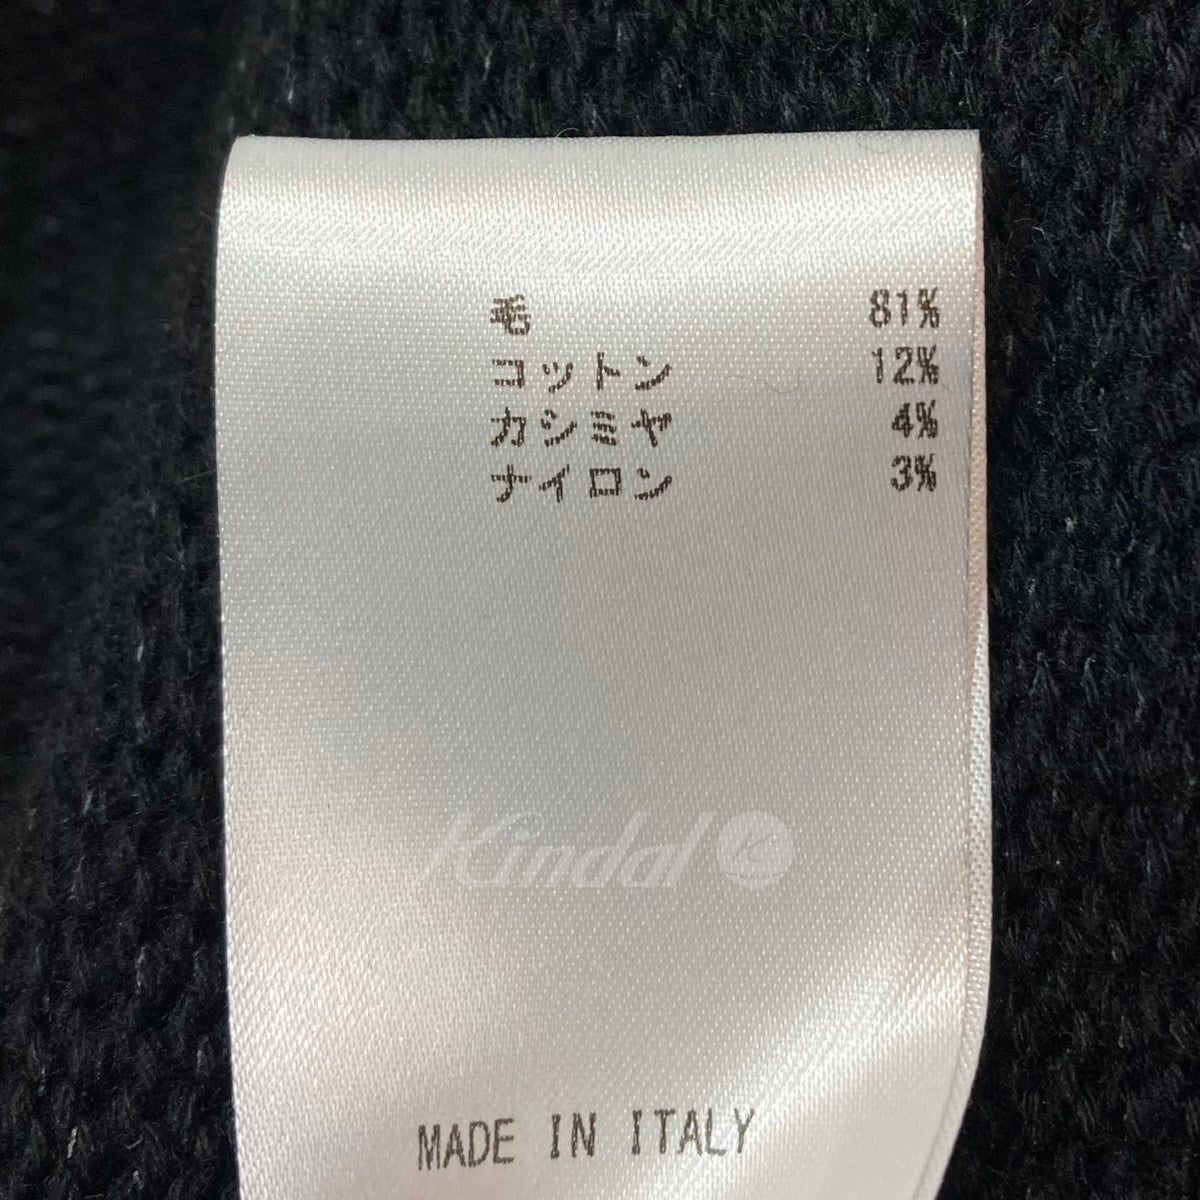 毛 81%
コットン 12%
カシミヤ 4%
ナイロン 3%
Kindal K
MADE IN ITALY